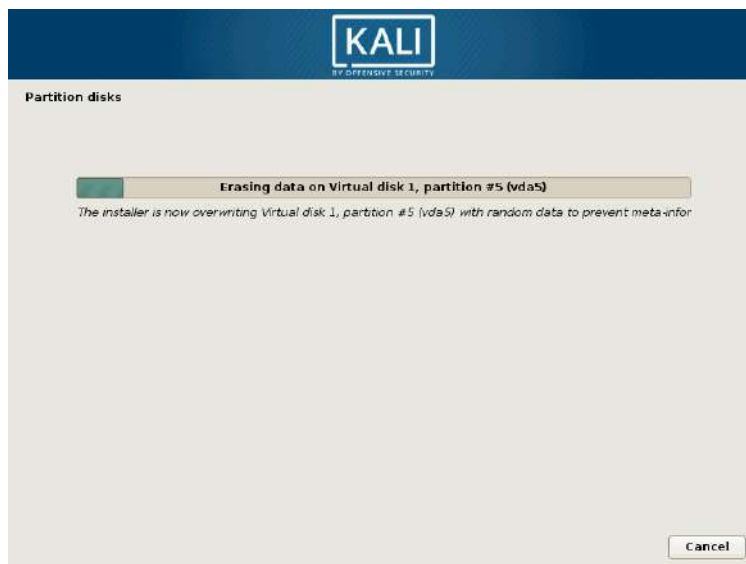 KALI
BY OFFENSIVE SECURITY
Partition disks
Erasing data on Virtual disk 1, partition #5 (vda5)
The installer is now overwriting Virtual disk 1, partition #5 (vda5) with random data to prevent meta-infor
Cancel